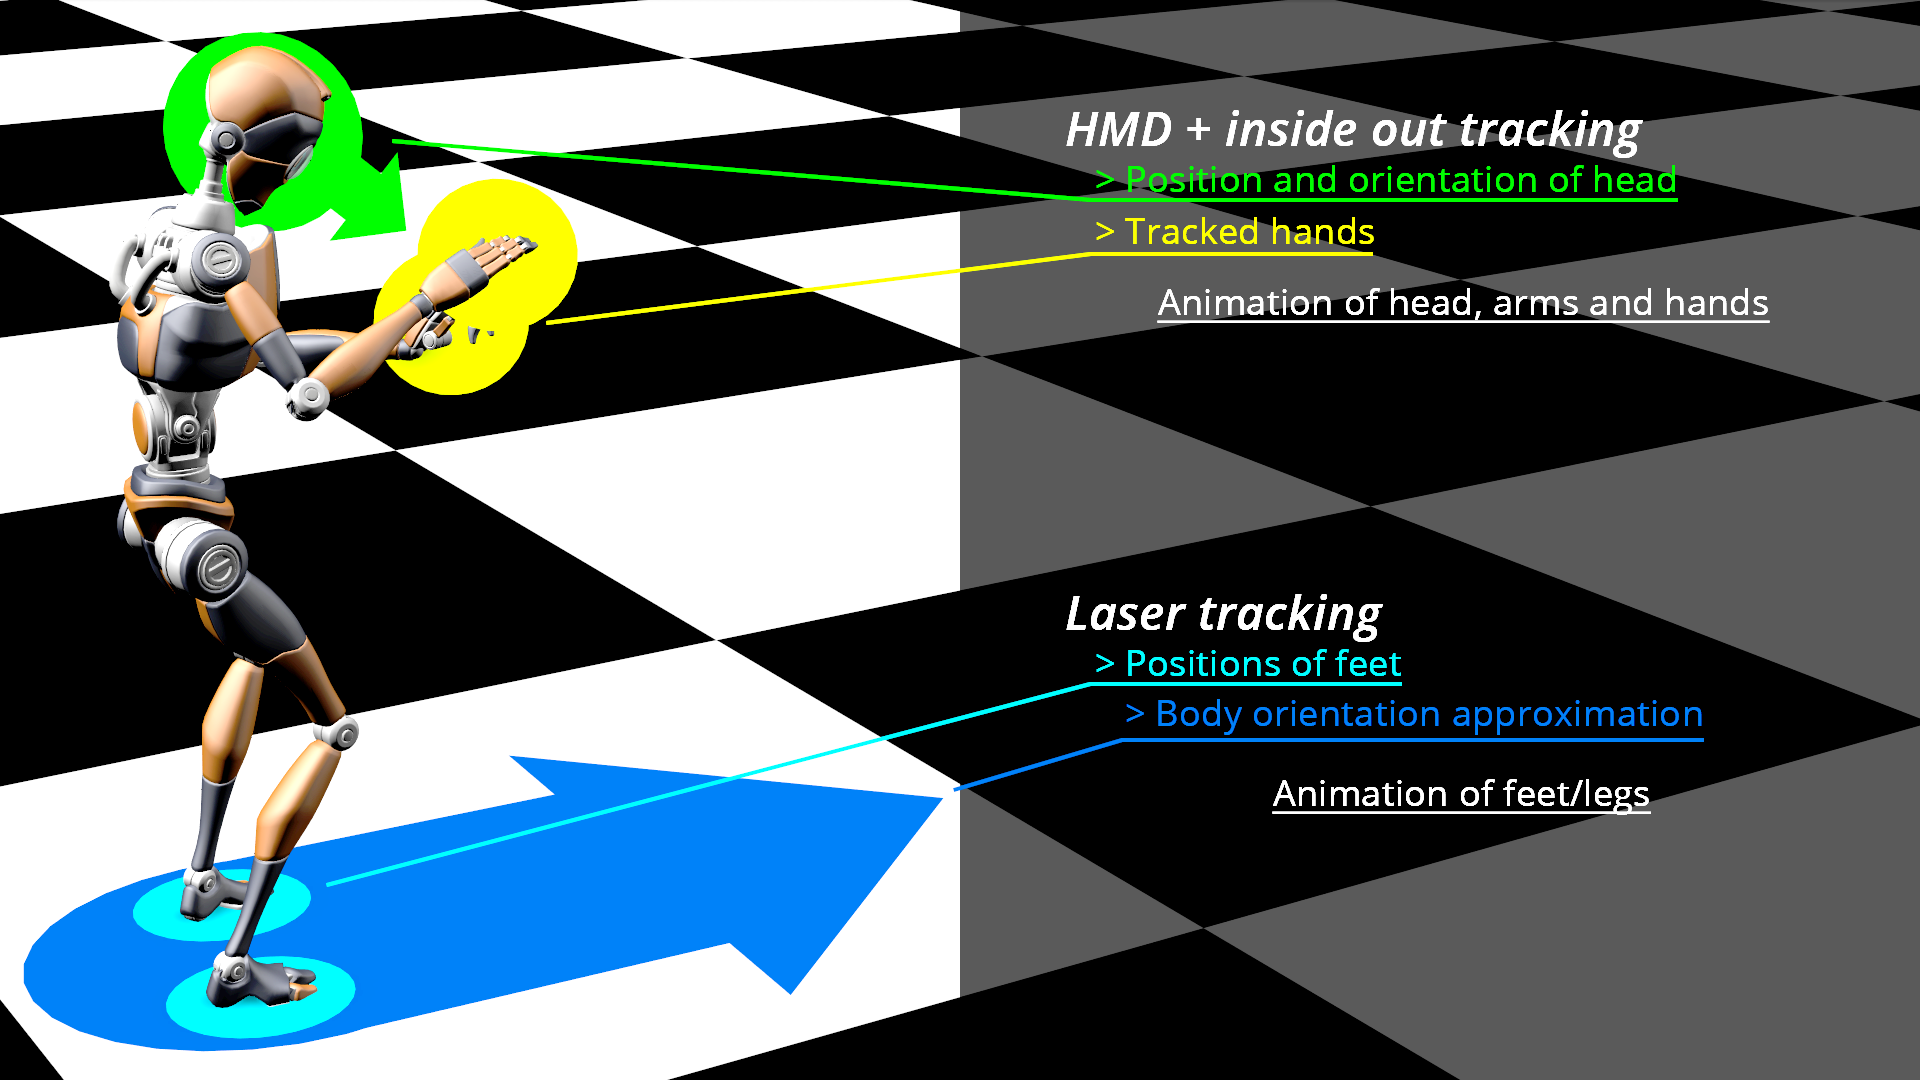 HMD + inside out tracking
> Position and orientation of head
> Tracked hands
Animation of head, arms and hands
Laser tracking
> Positions of feet
> Body orientation approximation
Animation of feet/legs